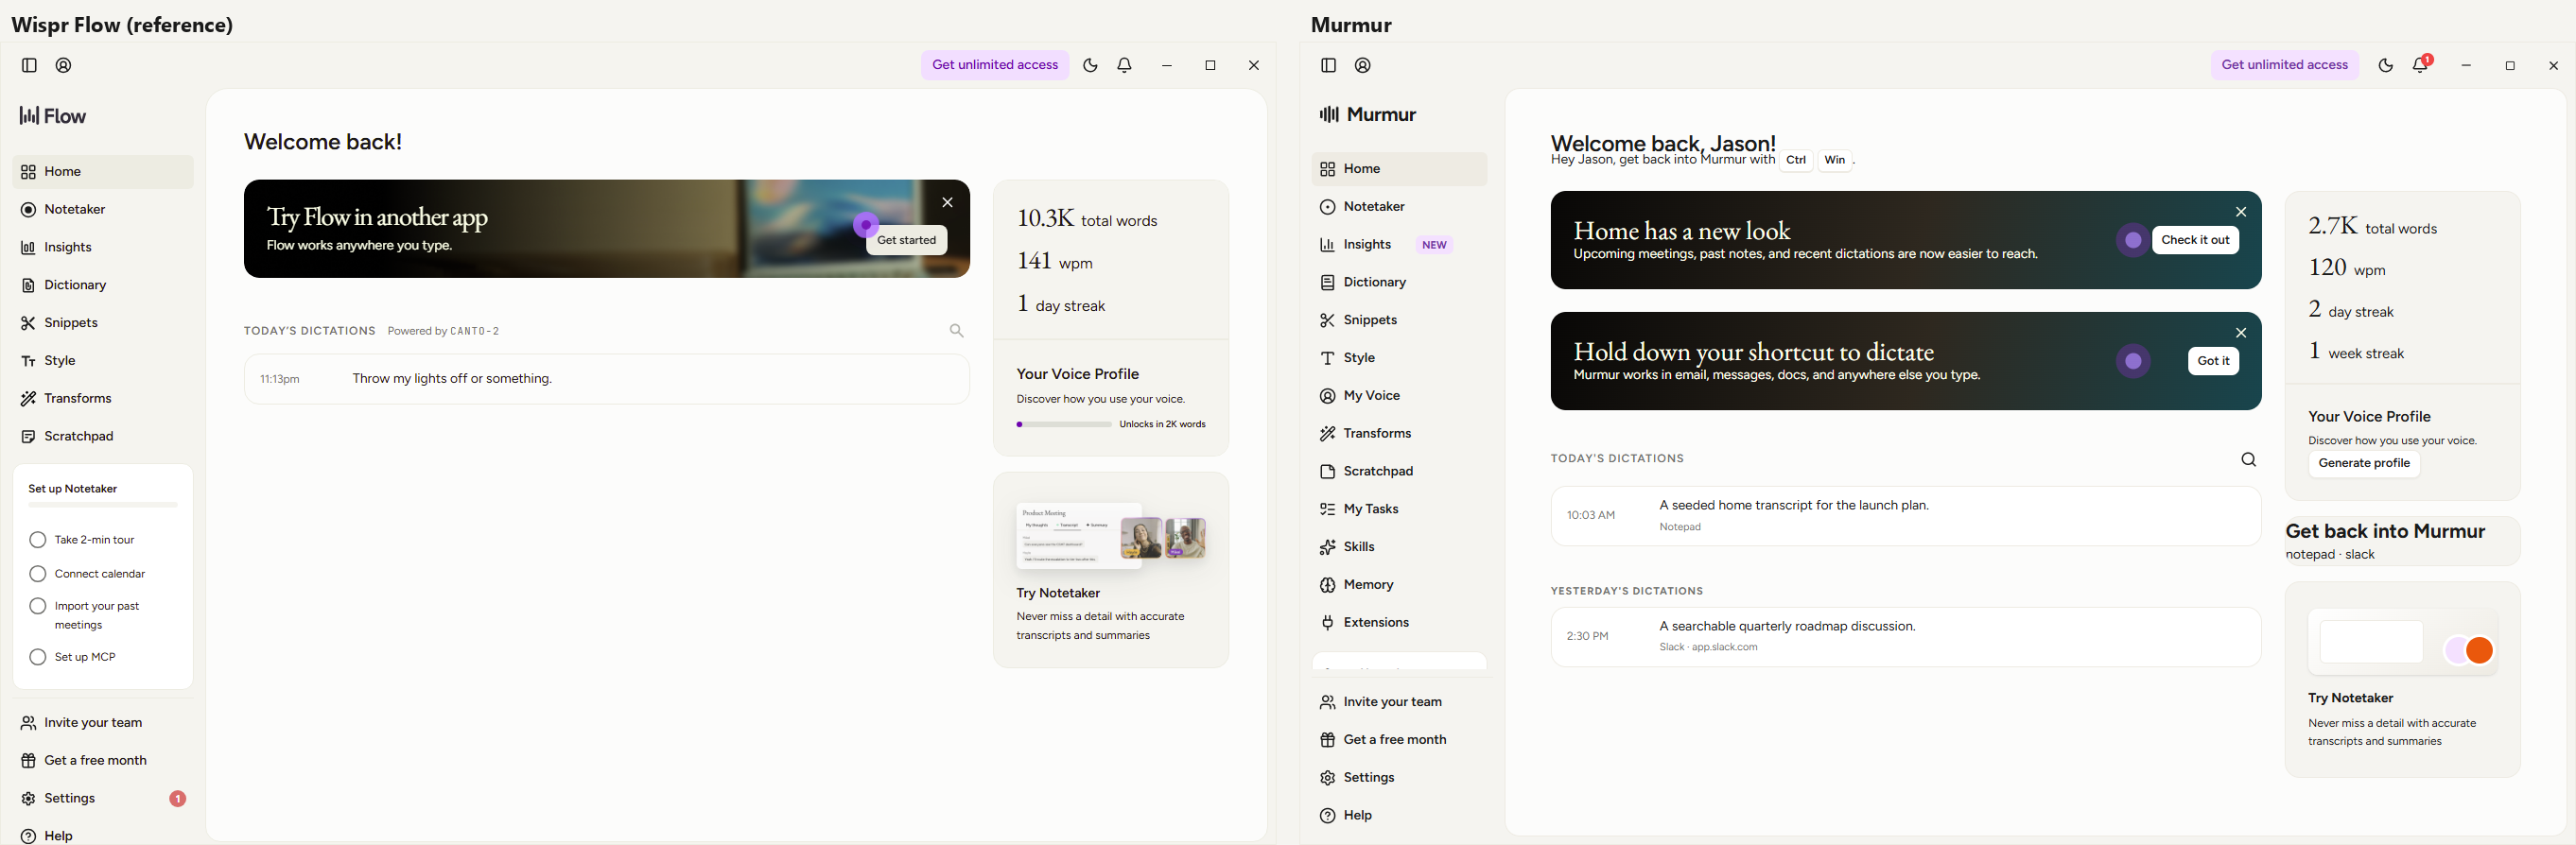 Wispr Flow (reference)
Get unlimited access
Flow
Home
Notetaker
Insights
Dictionary
Snippets
Style
Transforms
Scratchpad
Set up Notetaker
Take 2-min tour
Connect calendar
Import your past
meetings
Set up MCP
Invite your team
Get a free month
Settings
1
Help
Welcome back!
Try Flow in another app
Flow works anywhere you type.
Get started
TODAY'S DICTATIONS Powered by CANTO-2
11:13pm Throw my lights off or something.
10.3K total words
141 wpm
1 day streak
Your Voice Profile
Discover how you use your voice.
Unlocks in 2K words
Product Meeting
My thoughts Transcript Summary
Try Notetaker
Never miss a detail with accurate
transcripts and summaries
Murmur
Get unlimited access
1
Murmur
Home
Notetaker
Insights NEW
Dictionary
Snippets
Style
My Voice
Transforms
Scratchpad
My Tasks
Skills
Memory
Extensions
Invite your team
Get a free month
Settings
Help
Welcome back, Jason!
Hey Jason, get back into Murmur with Ctrl Win .
Home has a new look
Upcoming meetings, past notes, and recent dictations are now easier to reach.
Check it out
Hold down your shortcut to dictate
Murmur works in email, messages, docs, and anywhere else you type.
Got it
TODAY'S DICTATIONS
10:03 AM A seeded home transcript for the launch plan.
Notepad
YESTERDAY'S DICTATIONS
2:30 PM A searchable quarterly roadmap discussion.
Slack · app.slack.com
2.7K total words
120 wpm
2 day streak
1 week streak
Your Voice Profile
Discover how you use your voice.
Generate profile
Get back into Murmur
notepad · slack
Try Notetaker
Never miss a detail with accurate
transcripts and summaries